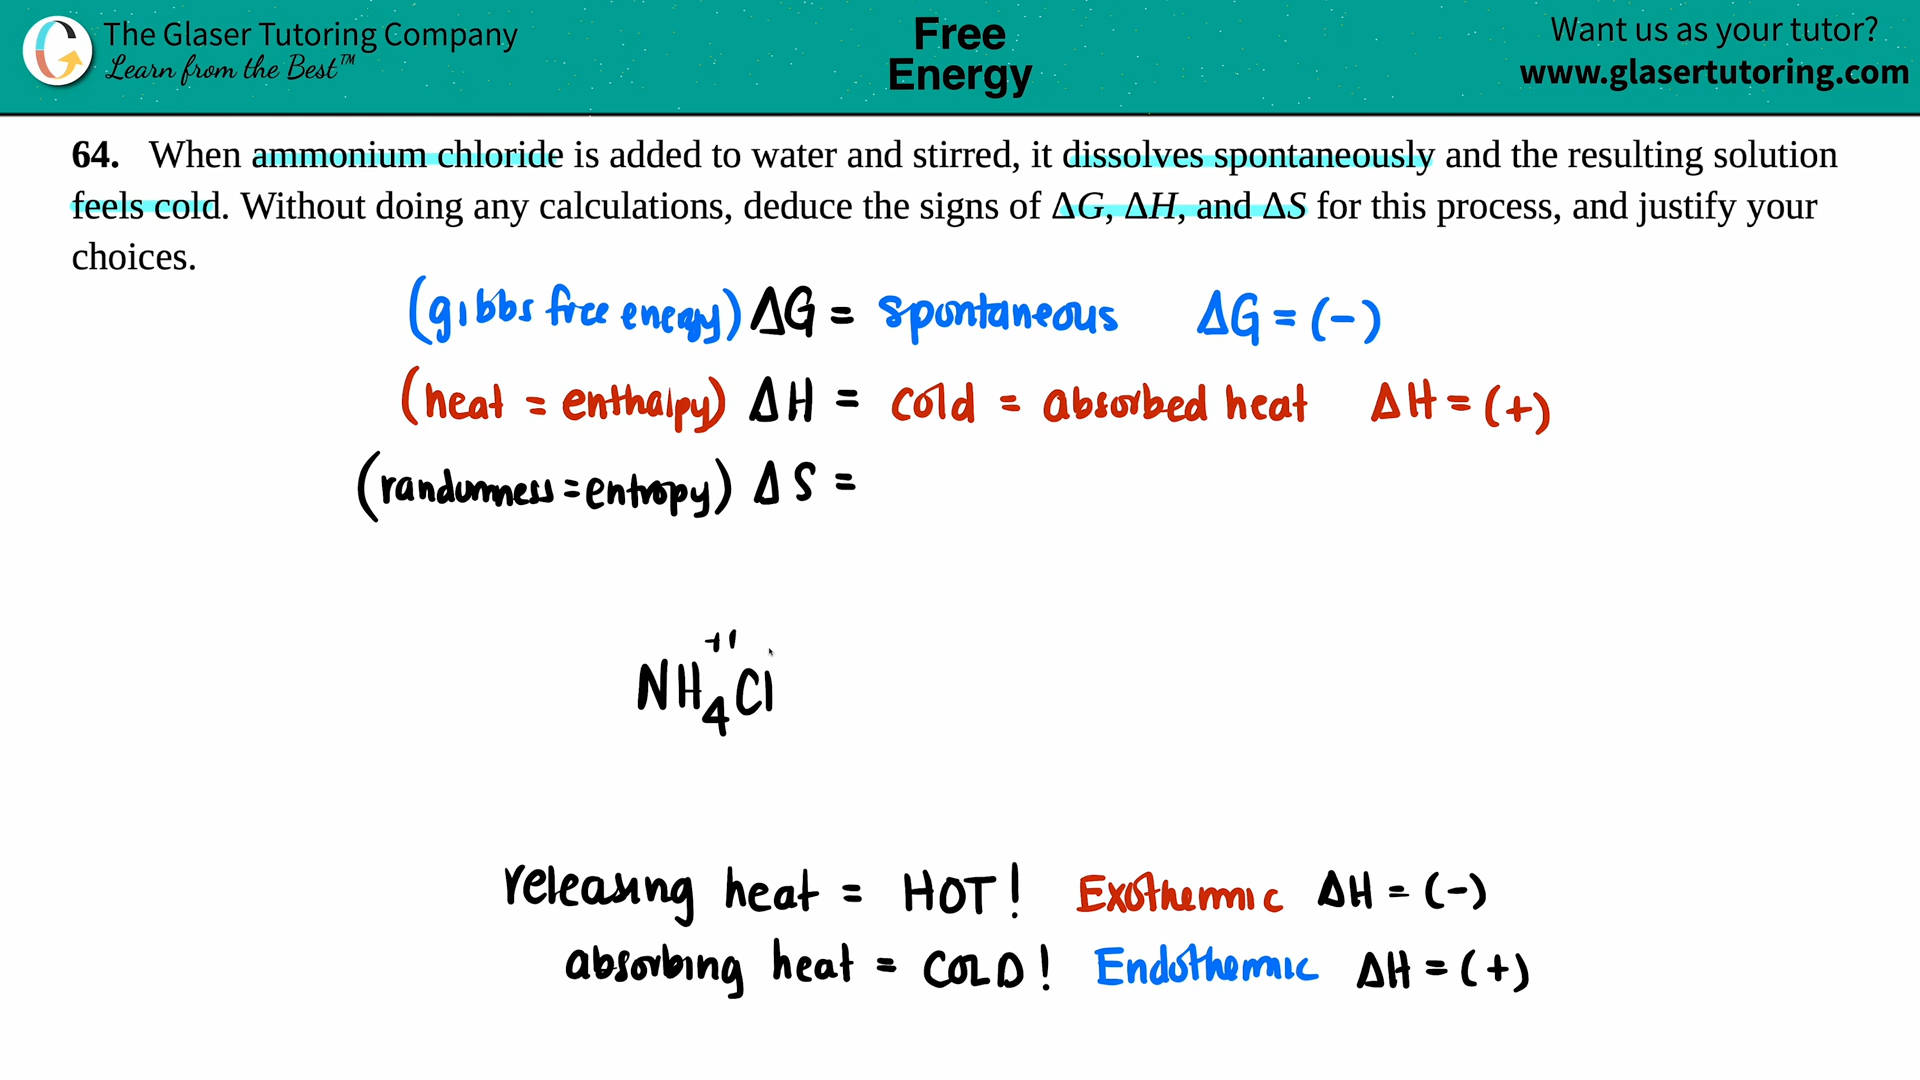 The Glaser Tutoring Company
Learn from the Best™
Free
Energy
Want us as your tutor?
www.glasertutoring.com
64. When ammonium chloride is added to water and stirred, it dissolves spontaneously and the resulting solution
feels cold. Without doing any calculations, deduce the signs of ΔG, ΔH, and ΔS for this process, and justify your
choices.
(gibbs free energy) ΔG = spontaneous ΔG = (-)
(heat = enthalpy) ΔH = cold = absorbed heat ΔH = (+)
(randomness = entropy) ΔS =
NH₄⁺¹Cl
releasing heat = HOT! Exothermic ΔH = (-)
absorbing heat = COLD! Endothermic ΔH = (+)